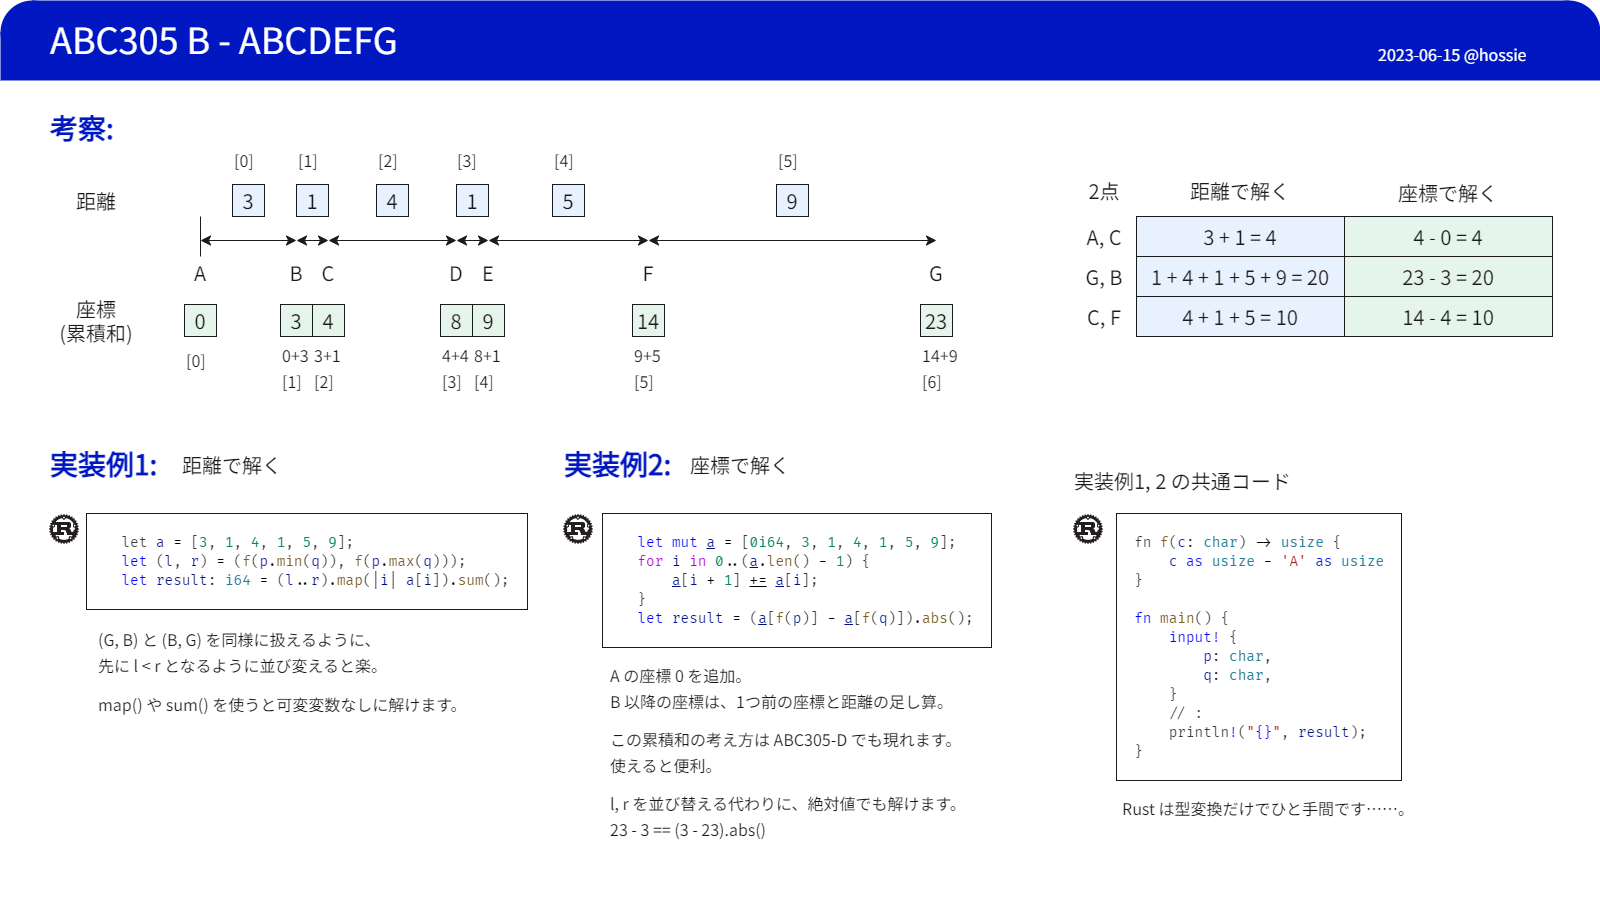 ABC305 B - ABCDEFG
2023-06-15 @hossie
考察:
[0] [1] [2] [3] [4] [5]
距離 3 1 4 1 5 9
A B C D E F G
座標
(累積和)
0 3 4 8 9 14 23
0+3 3+1 4+4 8+1 9+5 14+9
[0] [1] [2] [3] [4] [5] [6]
2点 距離で解く 座標で解く
A, C 3 + 1 = 4 4 - 0 = 4
G, B 1 + 4 + 1 + 5 + 9 = 20 23 - 3 = 20
C, F 4 + 1 + 5 = 10 14 - 4 = 10
実装例1: 距離で解く
R
let a = [3, 1, 4, 1, 5, 9];
let (l, r) = (f(p.min(q)), f(p.max(q)));
let result: i64 = (l..r).map(|i| a[i]).sum();
(G, B) と (B, G) を同様に扱えるように、
先に l < r となるように並び変えると楽。
map() や sum() を使うと可変変数なしに解けます。
実装例2: 座標で解く
R
let mut a = [0i64, 3, 1, 4, 1, 5, 9];
for i in 0..(a.len() - 1) {
a[i + 1] += a[i];
}
let result = (a[f(p)] - a[f(q)]).abs();
A の座標 0 を追加。
B 以降の座標は、1つ前の座標と距離の足し算。
この累積和の考え方は ABC305-D でも現れます。
使えると便利。
l, r を並び替える代わりに、絶対値でも解けます。
23 - 3 == (3 - 23).abs()
実装例1, 2 の共通コード
R
fn f(c: char) -> usize {
c as usize - 'A' as usize
}
fn main() {
input! {
p: char,
q: char,
}
// :
println!("{}", result);
}
Rust は型変換だけでひと手間です……。